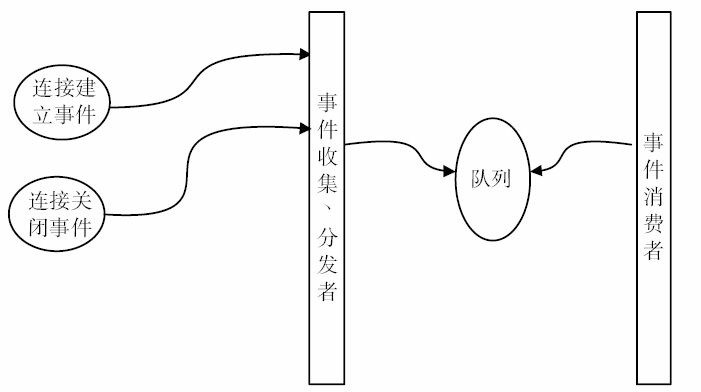 连接建
立事件
连接关
闭事件
事件收集、分发者
队列
事件消费者